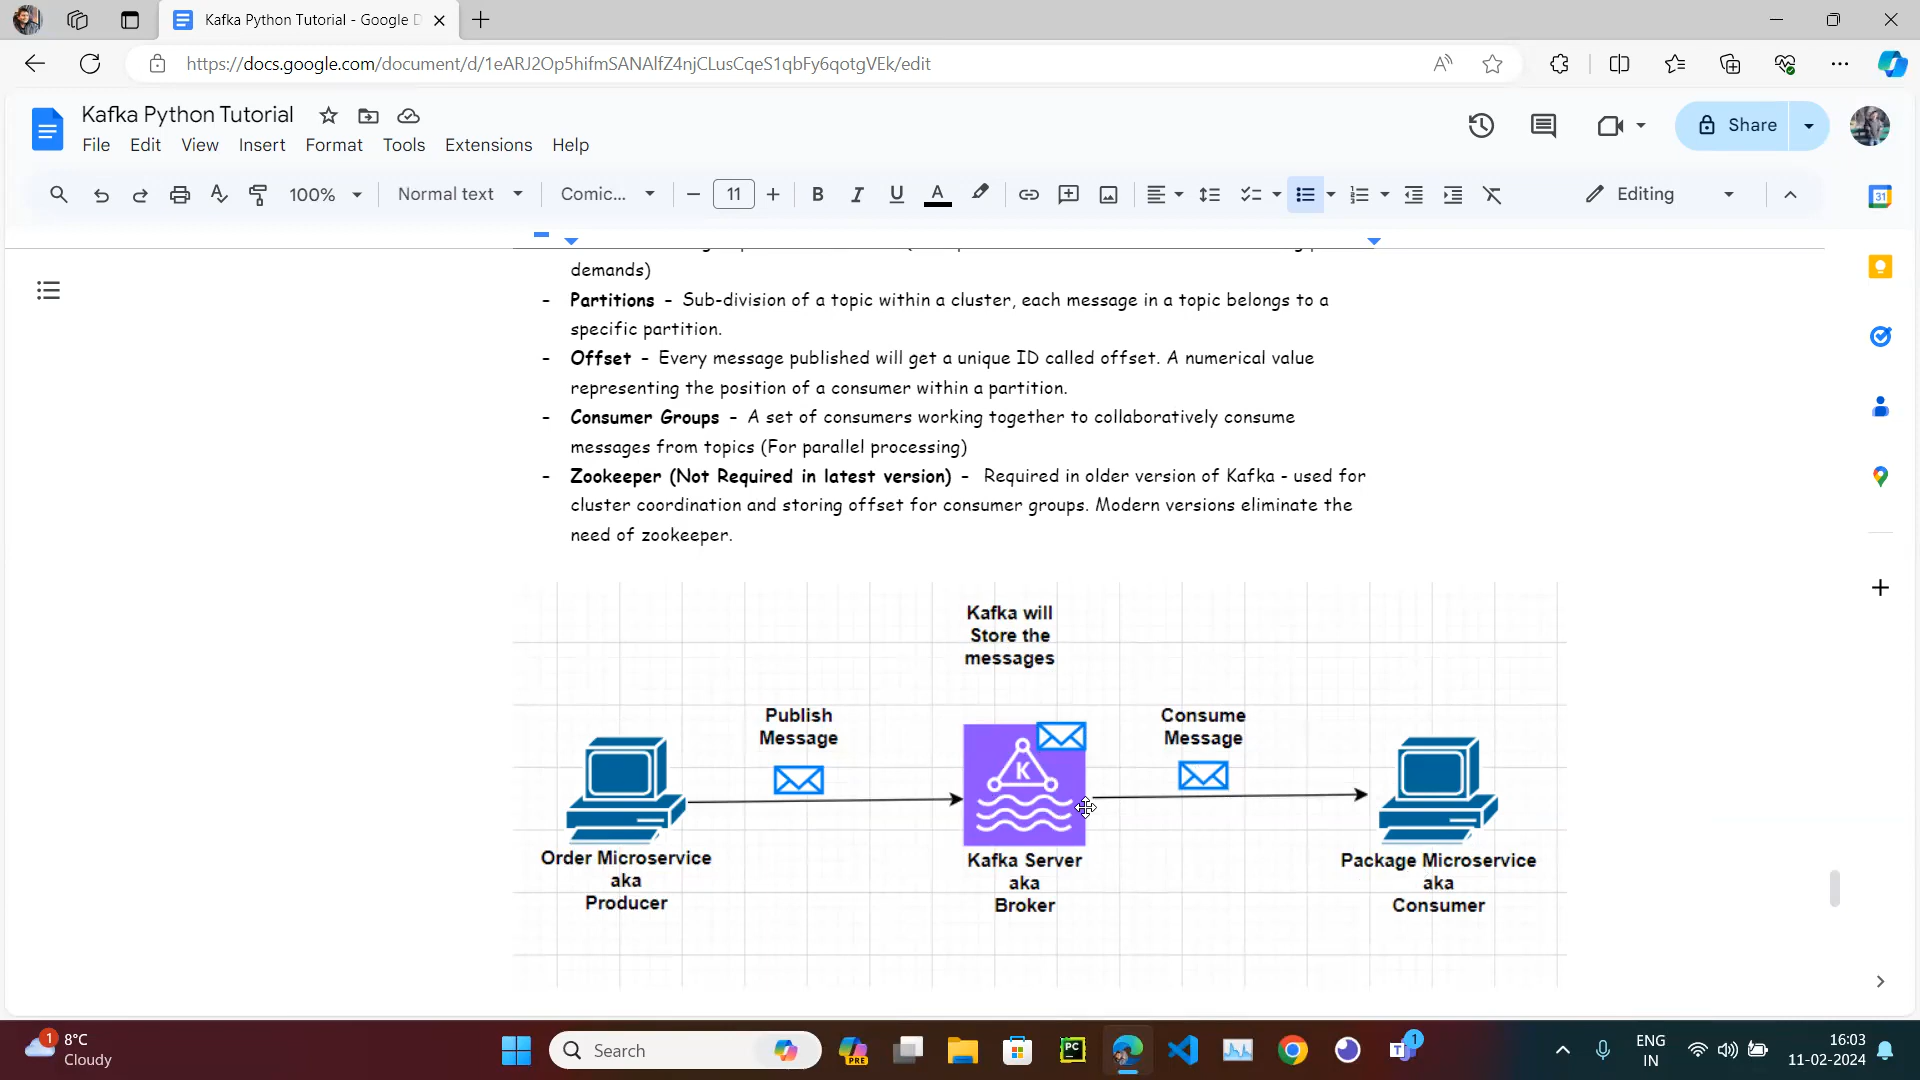 Kafka Python Tutorial - Google D
https://docs.google.com/document/d/1eARJ2Op5hifmSANAlfZ4njCLusCqeS1qbFy6qotgVEk/edit
Kafka Python Tutorial
Share
File Edit View Insert Format Tools Extensions Help
100% Normal text Comic... 11 Editing
31
demands)
- Partitions - Sub-division of a topic within a cluster, each message in a topic belongs to a
specific partition.
- Offset - Every message published will get a unique ID called offset. A numerical value
representing the position of a consumer within a partition.
- Consumer Groups - A set of consumers working together to collaboratively consume
messages from topics (For parallel processing)
- Zookeeper (Not Required in latest version) - Required in older version of Kafka - used for
cluster coordination and storing offset for consumer groups. Modern versions eliminate the
need of zookeeper.
Kafka will
Store the
messages
Publish
Message
Consume
Message
K
Order Microservice
aka
Producer
Kafka Server
aka
Broker
Package Microservice
aka
Consumer
1
8°C
Cloudy
Search
PRE
PC
1
ENG
IN
16:03
11-02-2024